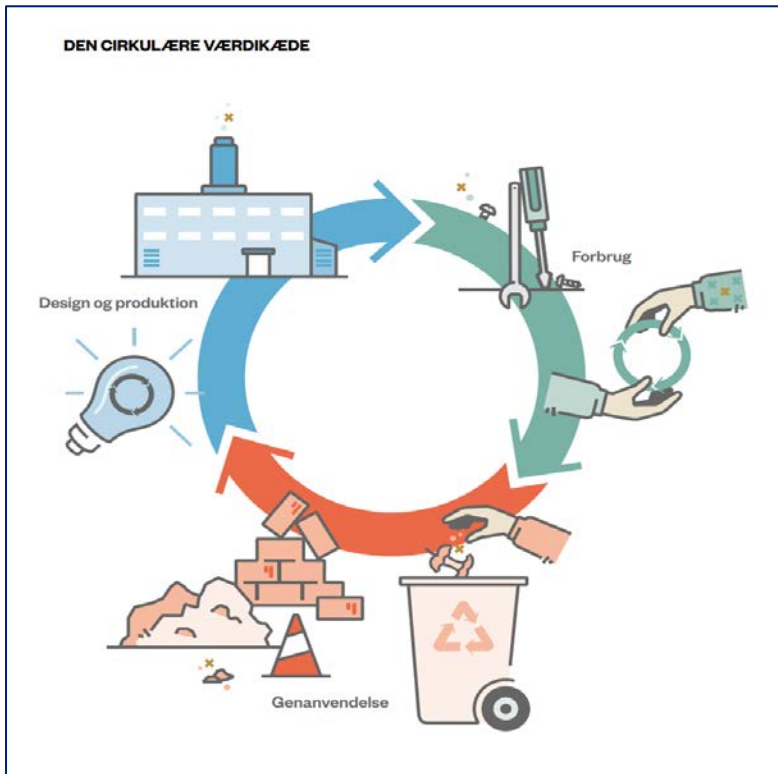 DEN CIRKULÆRE VÆRDIKÆDE
Forbrug
Design og produktion
Genanvendelse